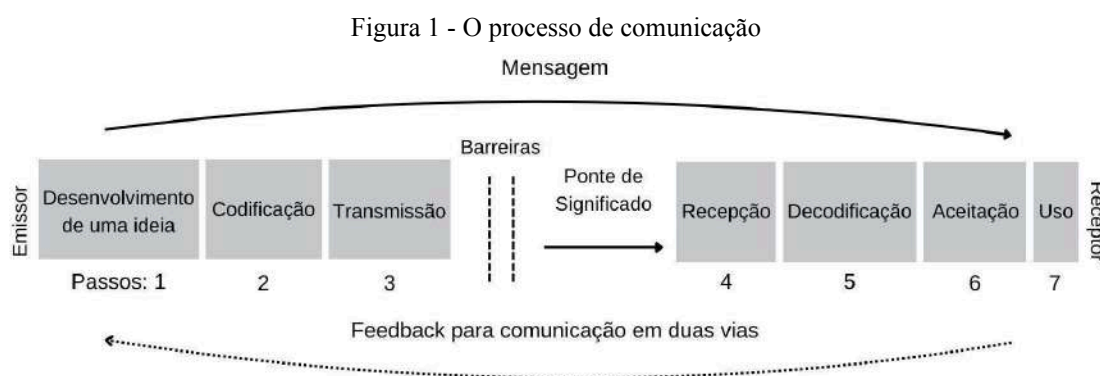 Figura 1 - O processo de comunicação
Mensagem
Emissor
Desenvolvimento
de uma ideia
Codificação
Transmissão
Barreiras
Ponte de
Significado
Recepção
Decodificação
Aceitação
Uso
Receptor
Passos: 1
2
3
4
5
6
7
Feedback para comunicação em duas vias